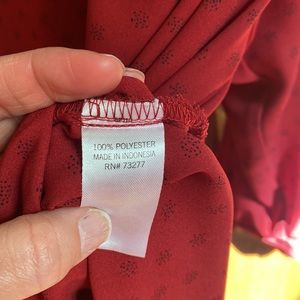 100% POLYESTER
MADE IN INDONESIA
RN# 73277